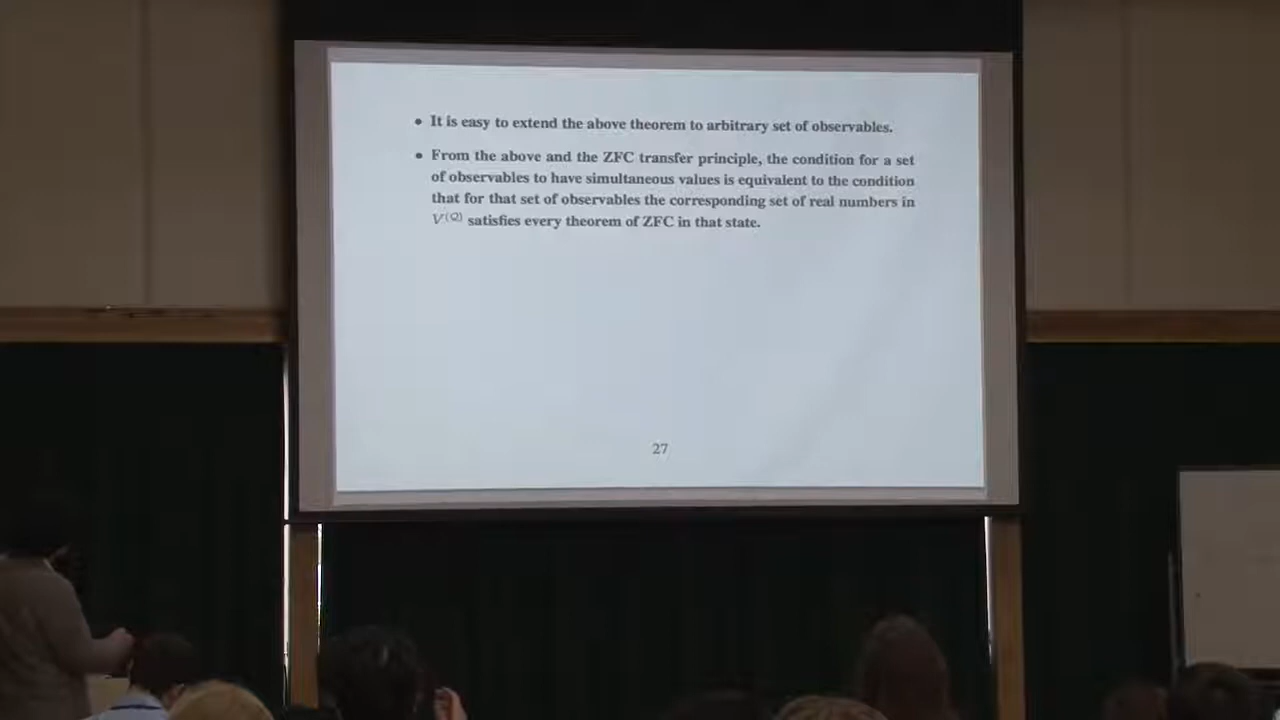 • It is easy to extend the above theorem to arbitrary set of observables.
• From the above and the ZFC transfer principle, the condition for a set
of observables to have simultaneous values is equivalent to the condition
that for that set of observables the corresponding set of real numbers in
V^(Q) satisfies every theorem of ZFC in that state.
27